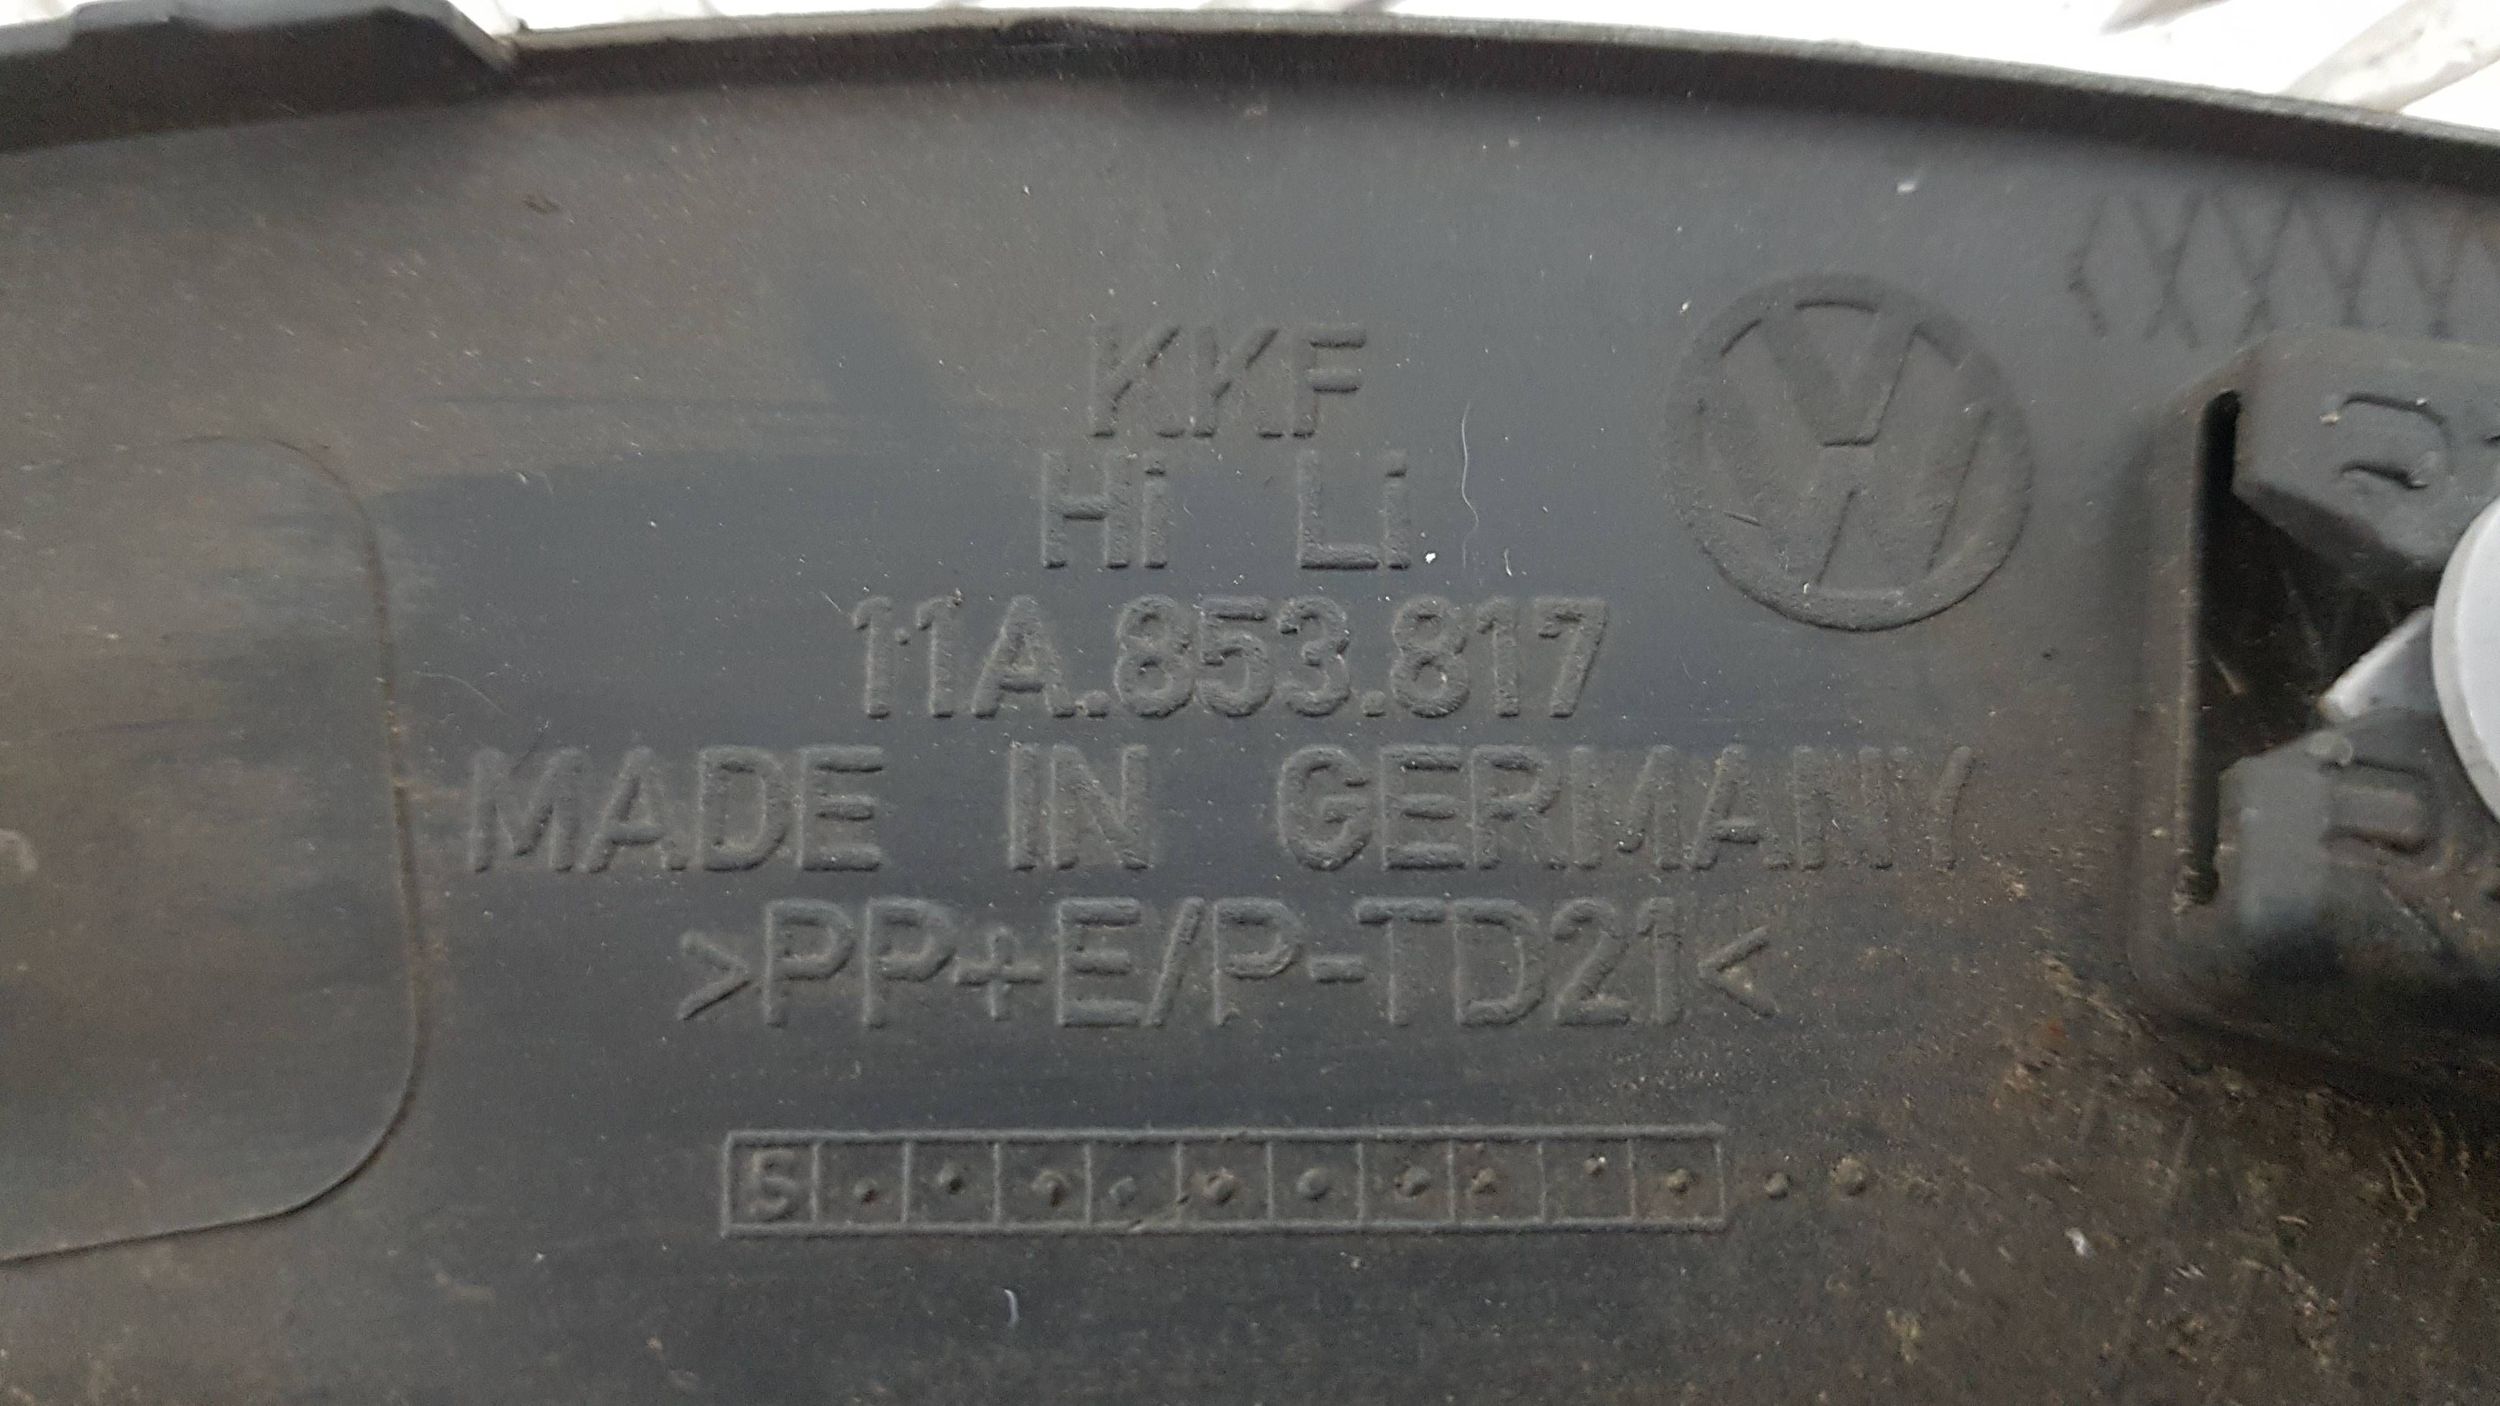 KKF
Hi Li
11A.853.817
MADE IN GERMANY
>PP+E/P-TD21<
S